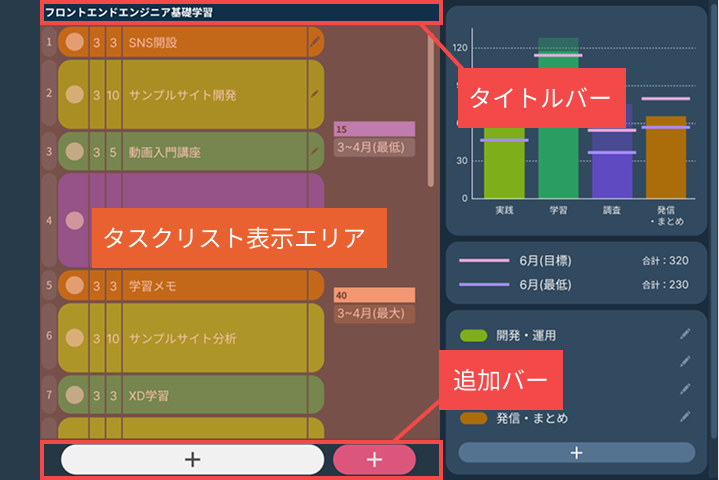 フロントエンドエンジニア基礎学習
1 3 3 SNS開設
2 3 10 サンプルサイト開発
15
3~4月(最低)
3 3 5 動画入門講座
4
タスクリスト表示エリア
5 3 3 学習メモ
40
3~4月(最大)
6 3 10 サンプルサイト分析
7 3 3 XD学習
+ +
タイトルバー
120
30
0
実践 学習 調査 発信
・まとめ
6月(目標) 合計：320
6月(最低) 合計：230
開発・運用
追加バー
発信・まとめ
+